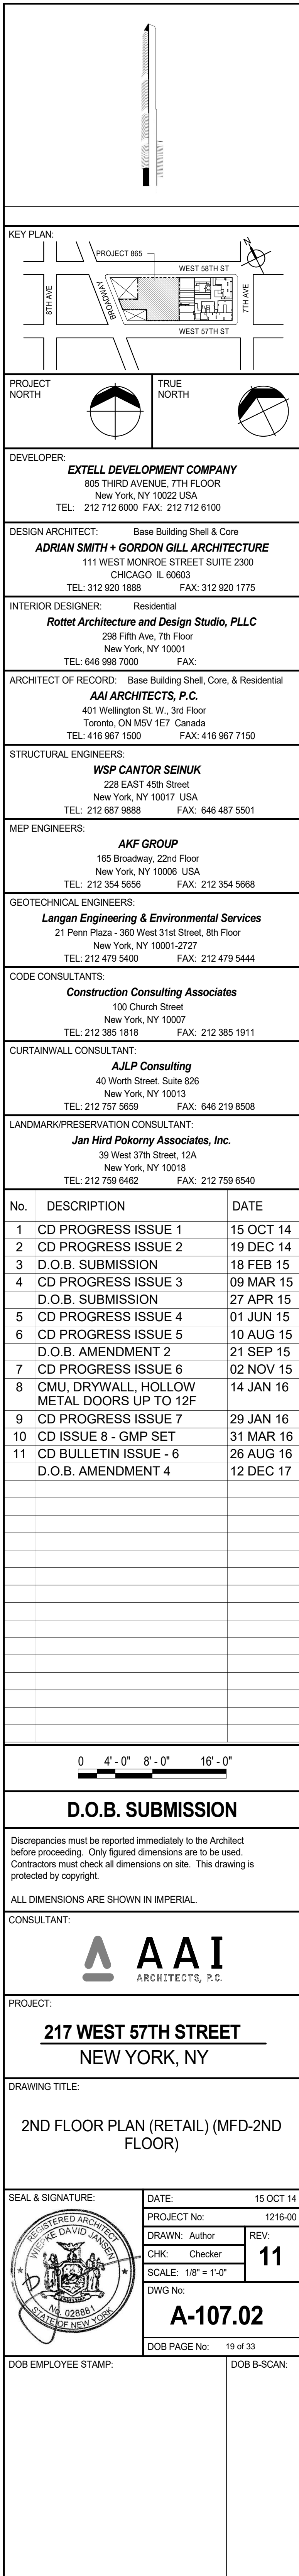 KEY PLAN:
PROJECT 865
WEST 58TH ST
8TH AVE
BROADWAY
7TH AVE
N
WEST 57TH ST
PROJECT NORTH
TRUE NORTH
DEVELOPER:
EXTELL DEVELOPMENT COMPANY
805 THIRD AVENUE, 7TH FLOOR
New York, NY 10022 USA
TEL: 212 712 6000 FAX: 212 712 6100
DESIGN ARCHITECT: Base Building Shell & Core
ADRIAN SMITH + GORDON GILL ARCHITECTURE
111 WEST MONROE STREET SUITE 2300
CHICAGO IL 60603
TEL: 312 920 1888 FAX: 312 920 1775
INTERIOR DESIGNER: Residential
Rottet Architecture and Design Studio, PLLC
298 Fifth Ave, 7th Floor
New York, NY 10001
TEL: 646 998 7000 FAX:
ARCHITECT OF RECORD: Base Building Shell, Core, & Residential
AAI ARCHITECTS, P.C.
401 Wellington St. W., 3rd Floor
Toronto, ON M5V 1E7 Canada
TEL: 416 967 1500 FAX: 416 967 7150
STRUCTURAL ENGINEERS:
WSP CANTOR SEINUK
228 EAST 45th Street
New York, NY 10017 USA
TEL: 212 687 9888 FAX: 646 487 5501
MEP ENGINEERS:
AKF GROUP
165 Broadway, 22nd Floor
New York, NY 10006 USA
TEL: 212 354 5656 FAX: 212 354 5668
GEOTECHNICAL ENGINEERS:
Langan Engineering & Environmental Services
21 Penn Plaza - 360 West 31st Street, 8th Floor
New York, NY 10001-2727
TEL: 212 479 5400 FAX: 212 479 5444
CODE CONSULTANTS:
Construction Consulting Associates
100 Church Street
New York, NY 10007
TEL: 212 385 1818 FAX: 212 385 1911
CURTAINWALL CONSULTANT:
AJLP Consulting
40 Worth Street. Suite 826
New York, NY 10013
TEL: 212 757 5659 FAX: 646 219 8508
LANDMARK/PRESERVATION CONSULTANT:
Jan Hird Pokorny Associates, Inc.
39 West 37th Street, 12A
New York, NY 10018
TEL: 212 759 6462 FAX: 212 759 6540
No. DESCRIPTION DATE
1 CD PROGRESS ISSUE 1 15 OCT 14
2 CD PROGRESS ISSUE 2 19 DEC 14
3 D.O.B. SUBMISSION 18 FEB 15
4 CD PROGRESS ISSUE 3 09 MAR 15
D.O.B. SUBMISSION 27 APR 15
5 CD PROGRESS ISSUE 4 01 JUN 15
6 CD PROGRESS ISSUE 5 10 AUG 15
D.O.B. AMENDMENT 2 21 SEP 15
7 CD PROGRESS ISSUE 6 02 NOV 15
8 CMU, DRYWALL, HOLLOW 14 JAN 16
METAL DOORS UP TO 12F
9 CD PROGRESS ISSUE 7 29 JAN 16
10 CD ISSUE 8 - GMP SET 31 MAR 16
11 CD BULLETIN ISSUE - 6 26 AUG 16
D.O.B. AMENDMENT 4 12 DEC 17
0 4' - 0" 8' - 0" 16' - 0"
D.O.B. SUBMISSION
Discrepancies must be reported immediately to the Architect
before proceeding. Only figured dimensions are to be used.
Contractors must check all dimensions on site. This drawing is
protected by copyright.
ALL DIMENSIONS ARE SHOWN IN IMPERIAL.
CONSULTANT:
AAI
ARCHITECTS, P.C.
PROJECT:
217 WEST 57TH STREET
NEW YORK, NY
DRAWING TITLE:
2ND FLOOR PLAN (RETAIL) (MFD-2ND
FLOOR)
SEAL & SIGNATURE:
REGISTERED ARCHITECT
WIEFKE DAVID JANSEN
No. 028881
STATE OF NEW YORK
DATE: 15 OCT 14
PROJECT No: 1216-00
DRAWN: Author
REV:
CHK: Checker
11
SCALE: 1/8" = 1'-0"
DWG No:
A-107.02
DOB PAGE No: 19 of 33
DOB EMPLOYEE STAMP:
DOB B-SCAN: